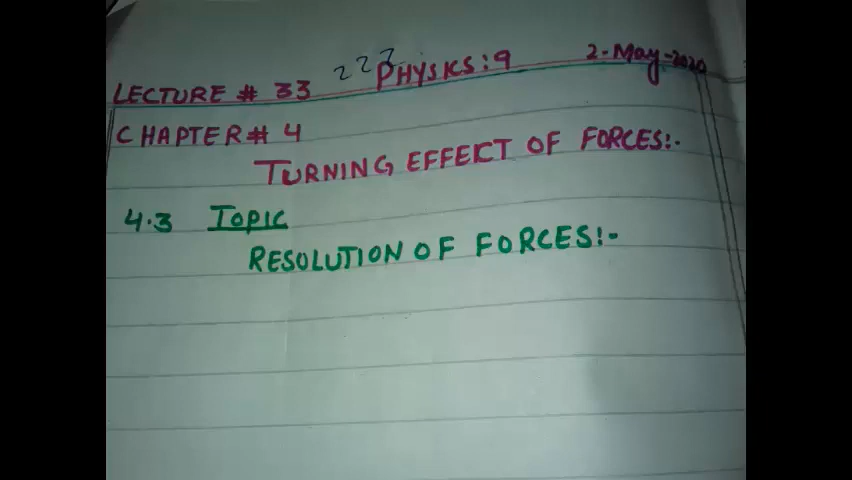 222 PHYSICS:9 2-May-2020
LECTURE # 33
CHAPTER# 4
TURNING EFFECT OF FORCES:-
4.3 TOPIC
RESOLUTION OF FORCES:-